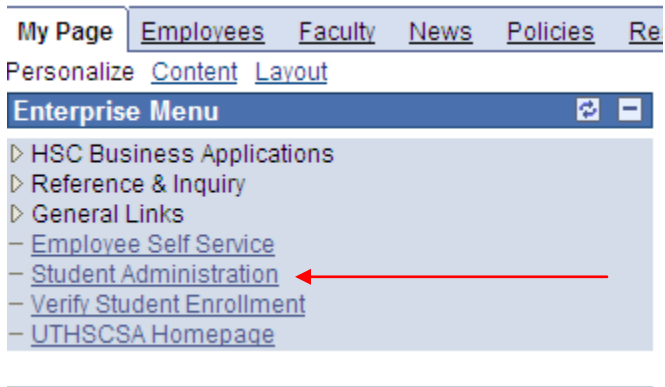 My Page Employees Faculty News Policies Re
Personalize Content Layout
Enterprise Menu
HSC Business Applications
Reference & Inquiry
General Links
Employee Self Service
Student Administration
Verify Student Enrollment
UTHSCSA Homepage